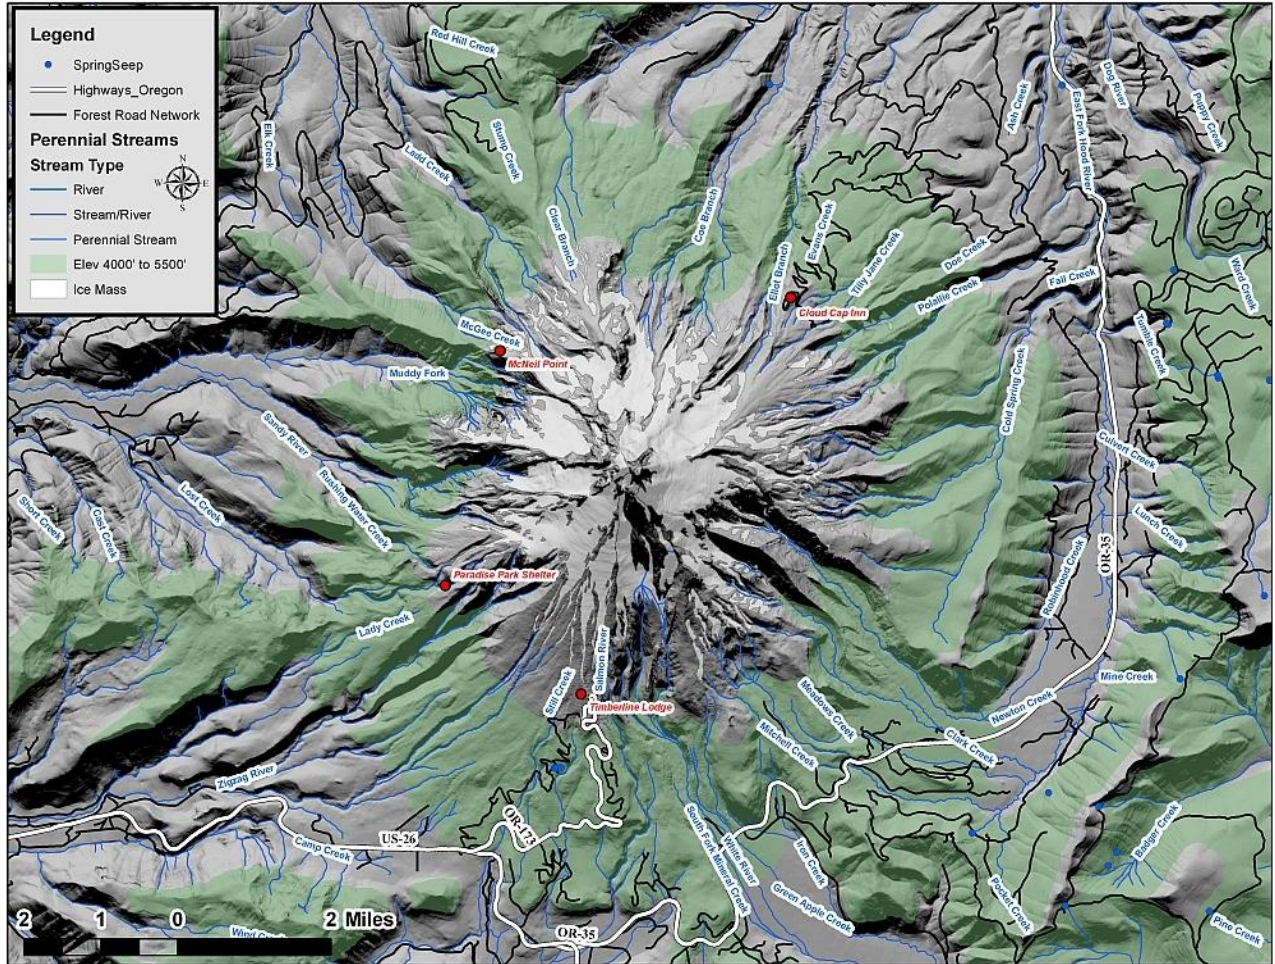 Legend
SpringSeep
Highways_Oregon
Forest Road Network
Perennial Streams
Stream Type
N
W
E
S
River
Stream/River
Perennial Stream
Elev 4000' to 5500'
Ice Mass
Red Hill Creek
Elk Creek
Ladd Creek
Stump Creek
Clear Branch
Coe Branch
Eliot Branch
Evans Creek
Tilly Jane Creek
Doe Creek
Polallie Creek
Fall Creek
Ash Creek
East Fork Hood River
Dog River
Puppy Creek
Ward Creek
Tumble Creek
Cloud Cap Inn
McGee Creek
McNeil Point
Muddy Fork
Sandy River
Rushing Water Creek
Lost Creek
Cast Creek
Short Creek
Cold Spring Creek
Culvert Creek
Lunch Creek
OR-35
Robinhood Creek
Paradise Park Shelter
Lady Creek
Still Creek
Salmon River
Timberline Lodge
Meadows Creek
Mitchell Creek
Newton Creek
Clark Creek
Mine Creek
Zigzag River
US-26
OR-173
Camp Creek
South Fork Mineral Creek
White River
Iron Creek
Green Apple Creek
Badger Creek
Pocket Creek
Pine Creek
OR-35
2 1 0 2 Miles